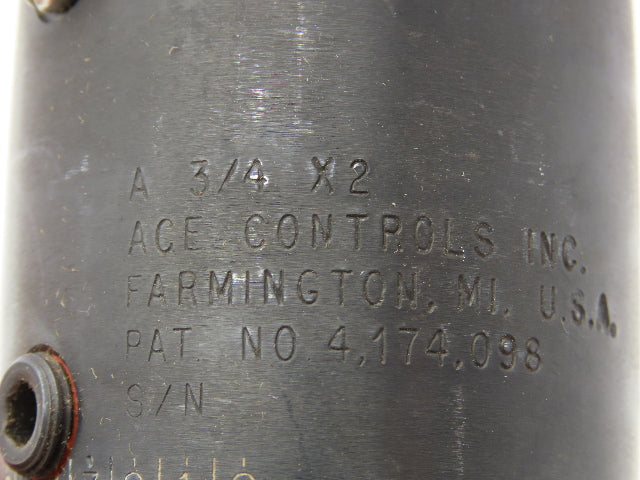 A 3/4 X2
ACE CONTROLS INC.
FARMINGTON, MI. U.S.A.
PAT. NO 4,174,098
S/N